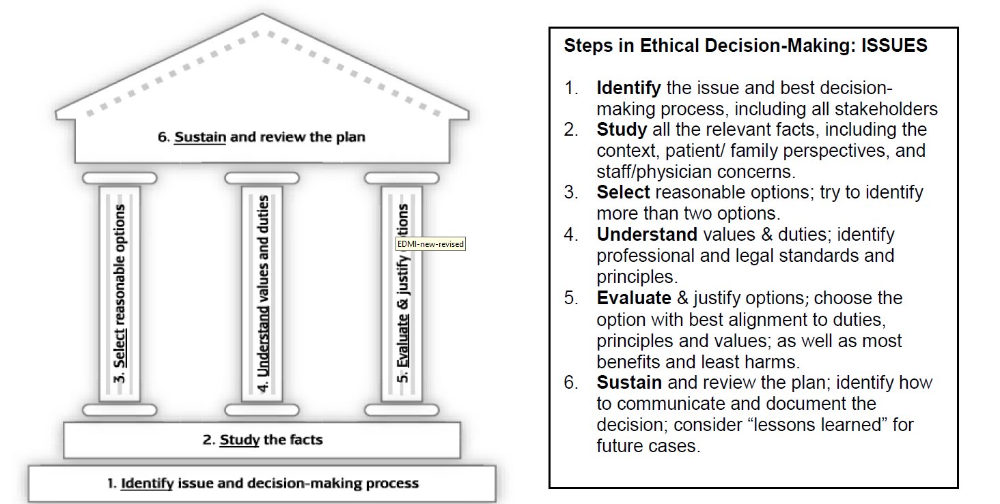 6. Sustain and review the plan
3. Select reasonable options
4. Understand values and duties
5. Evaluate & justify tions
EDMI-new-revised
2. Study the facts
1. Identify issue and decision-making process
Steps in Ethical Decision-Making: ISSUES
1. Identify the issue and best decision-
making process, including all stakeholders
2. Study all the relevant facts, including the
context, patient/ family perspectives, and
staff/physician concerns.
3. Select reasonable options; try to identify
more than two options.
4. Understand values & duties; identify
professional and legal standards and
principles.
5. Evaluate & justify options; choose the
option with best alignment to duties,
principles and values; as well as most
benefits and least harms.
6. Sustain and review the plan; identify how
to communicate and document the
decision; consider “lessons learned” for
future cases.